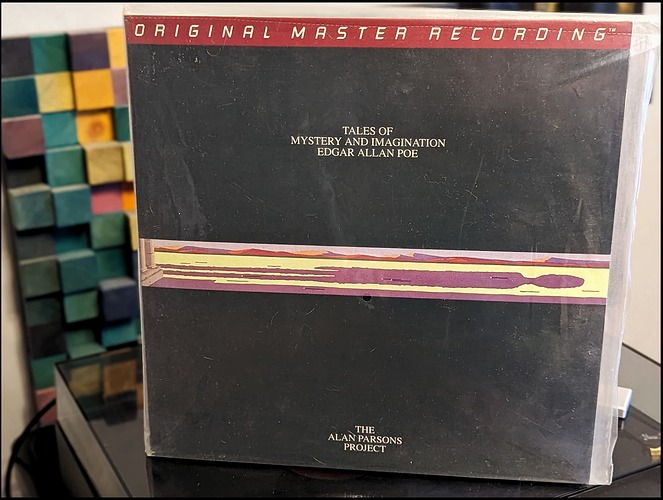 ORIGINAL MASTER RECORDING™
TALES OF
MYSTERY AND IMAGINATION
EDGAR ALLAN POE
THE
ALAN PARSONS
PROJECT